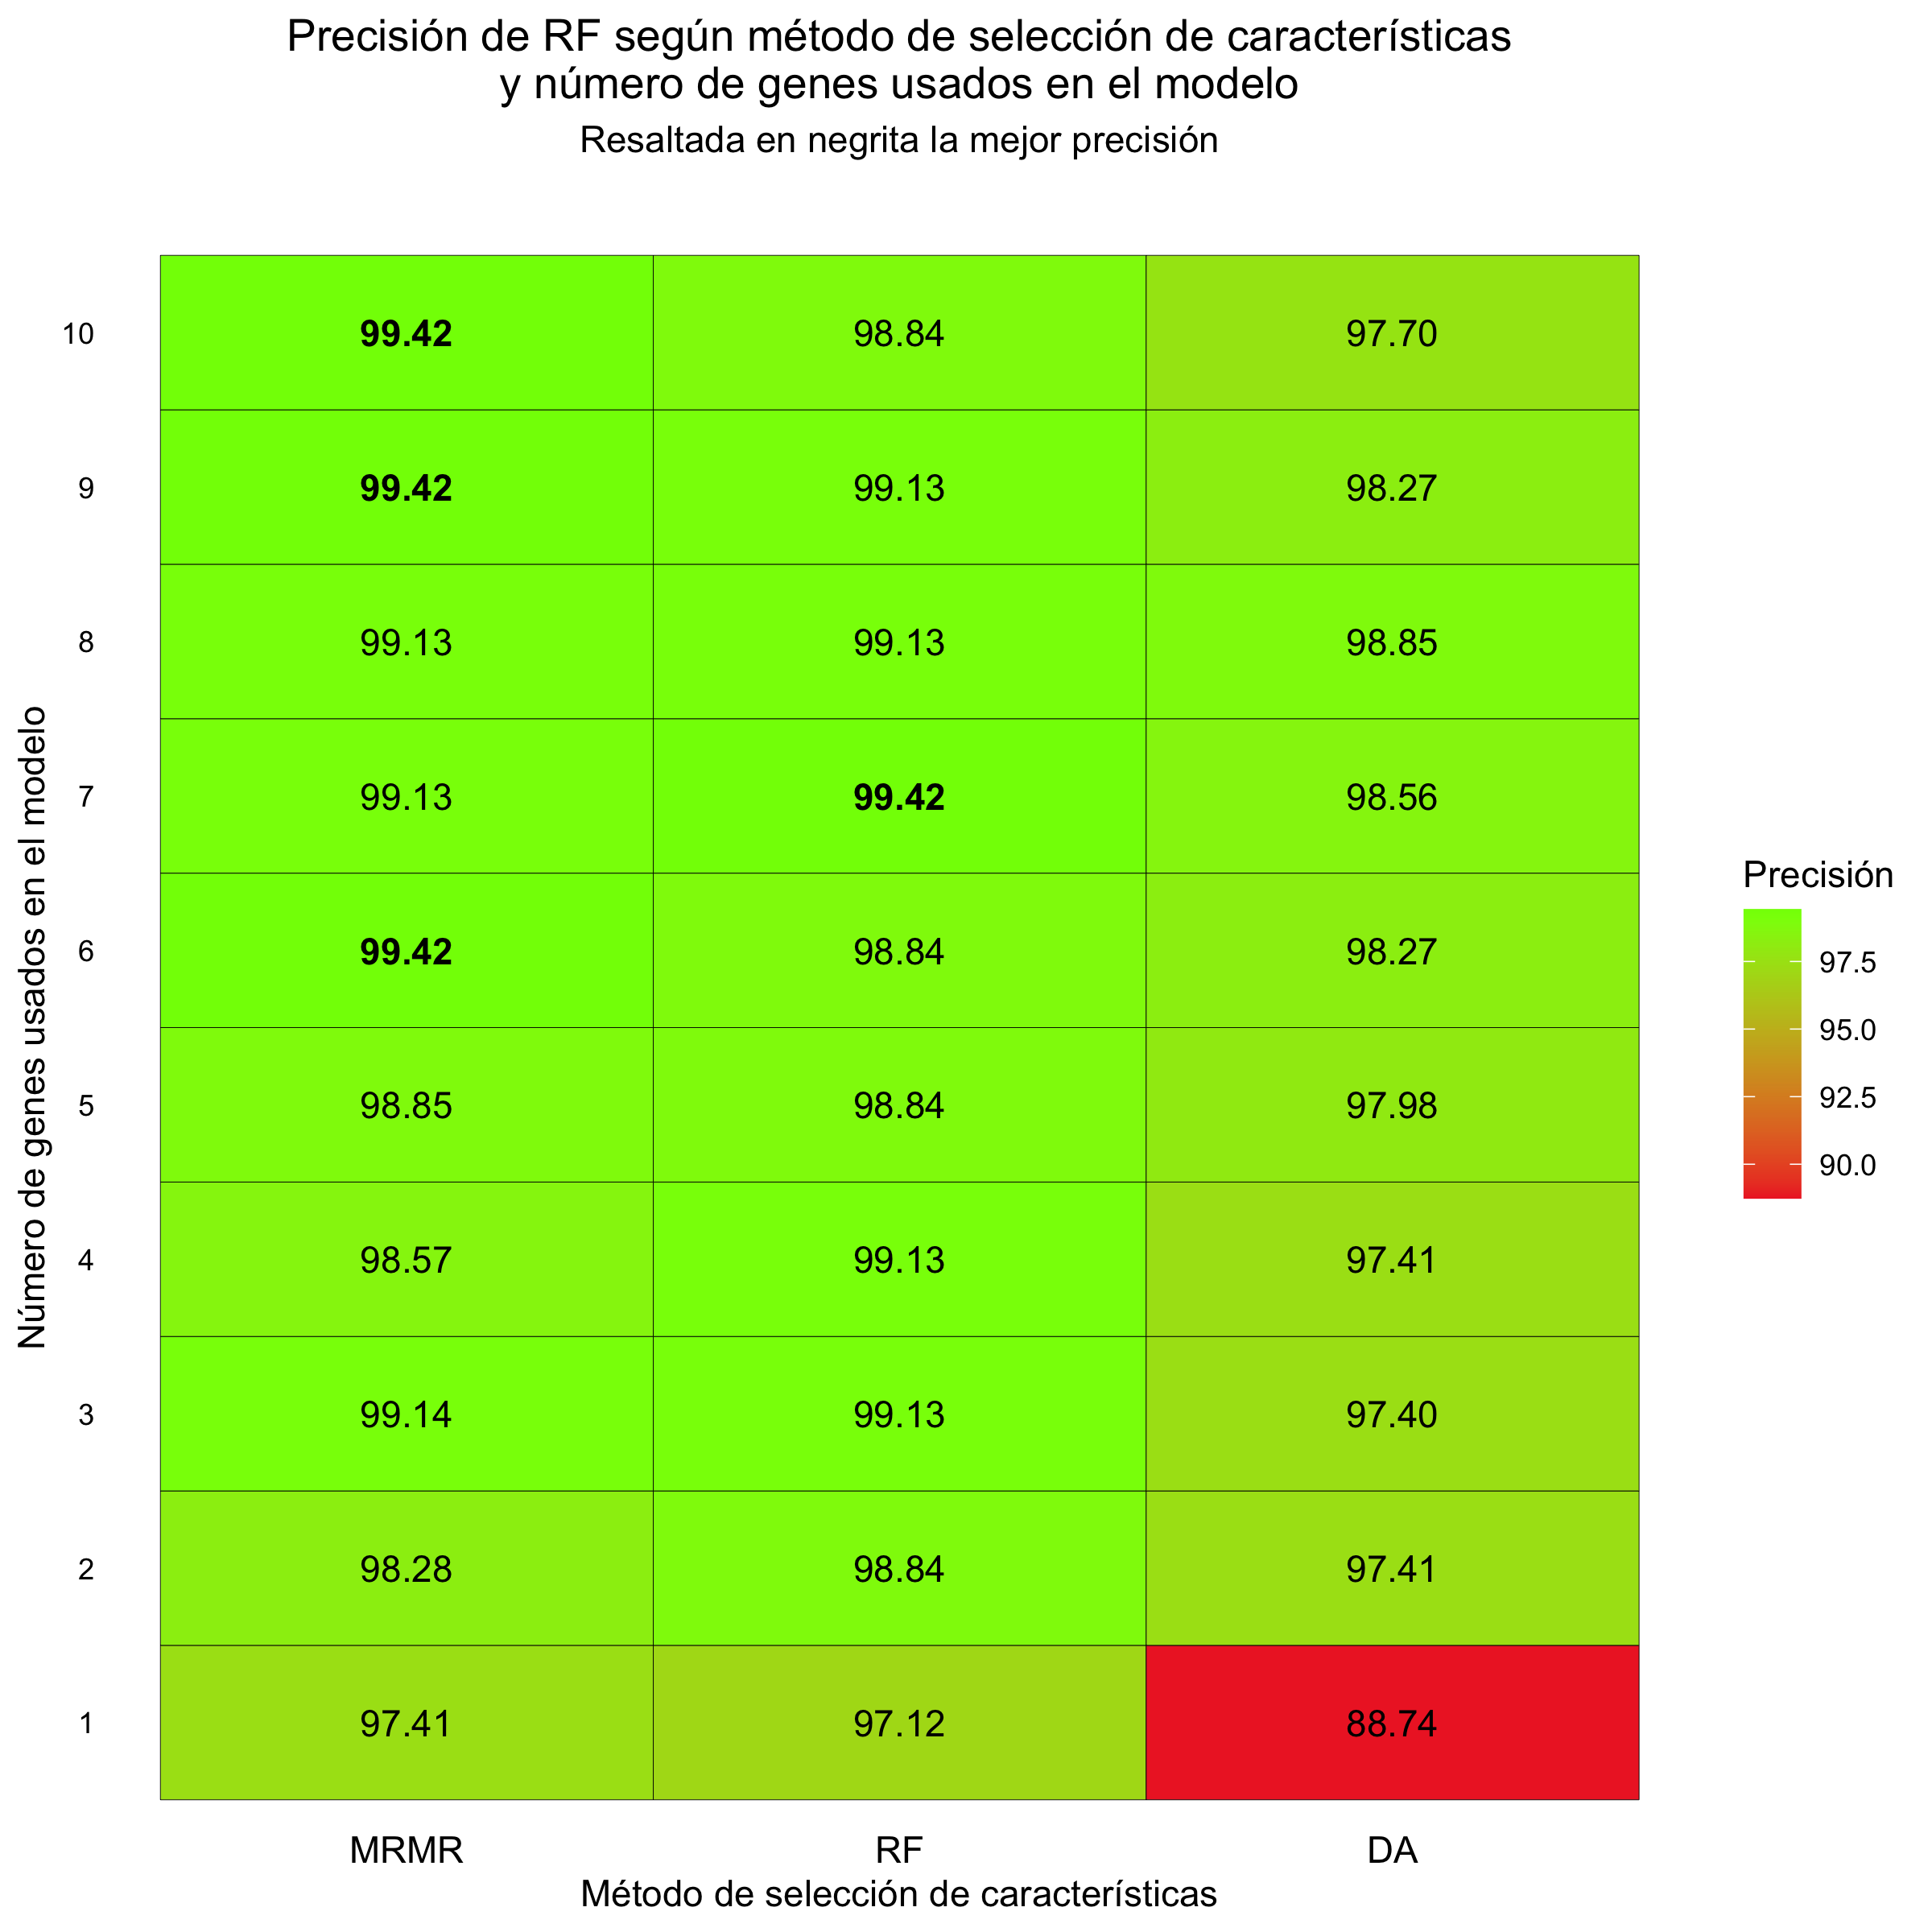 Precisión de RF según método de selección de características
y número de genes usados en el modelo
Resaltada en negrita la mejor precisión
Número de genes usados en el modelo
10 99.42 98.84 97.70
9 99.42 99.13 98.27
8 99.13 99.13 98.85
7 99.13 99.42 98.56
6 99.42 98.84 98.27
5 98.85 98.84 97.98
4 98.57 99.13 97.41
3 99.14 99.13 97.40
2 98.28 98.84 97.41
1 97.41 97.12 88.74
MRMR RF DA
Método de selección de características
Precisión
97.5
95.0
92.5
90.0